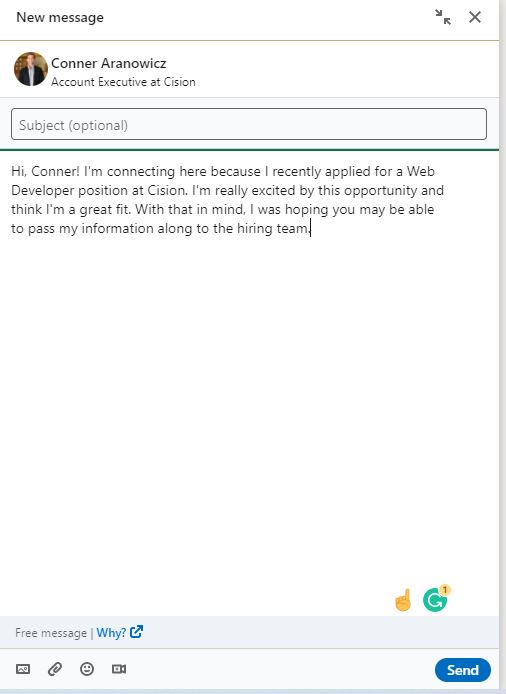 New message
Conner Aranowicz
Account Executive at Cision
Subject (optional)
Hi, Conner! I'm connecting here because I recently applied for a Web
Developer position at Cision. I'm really excited by this opportunity and
think I'm a great fit. With that in mind, I was hoping you may be able
to pass my information along to the hiring team.
1
Free message | Why?
Send